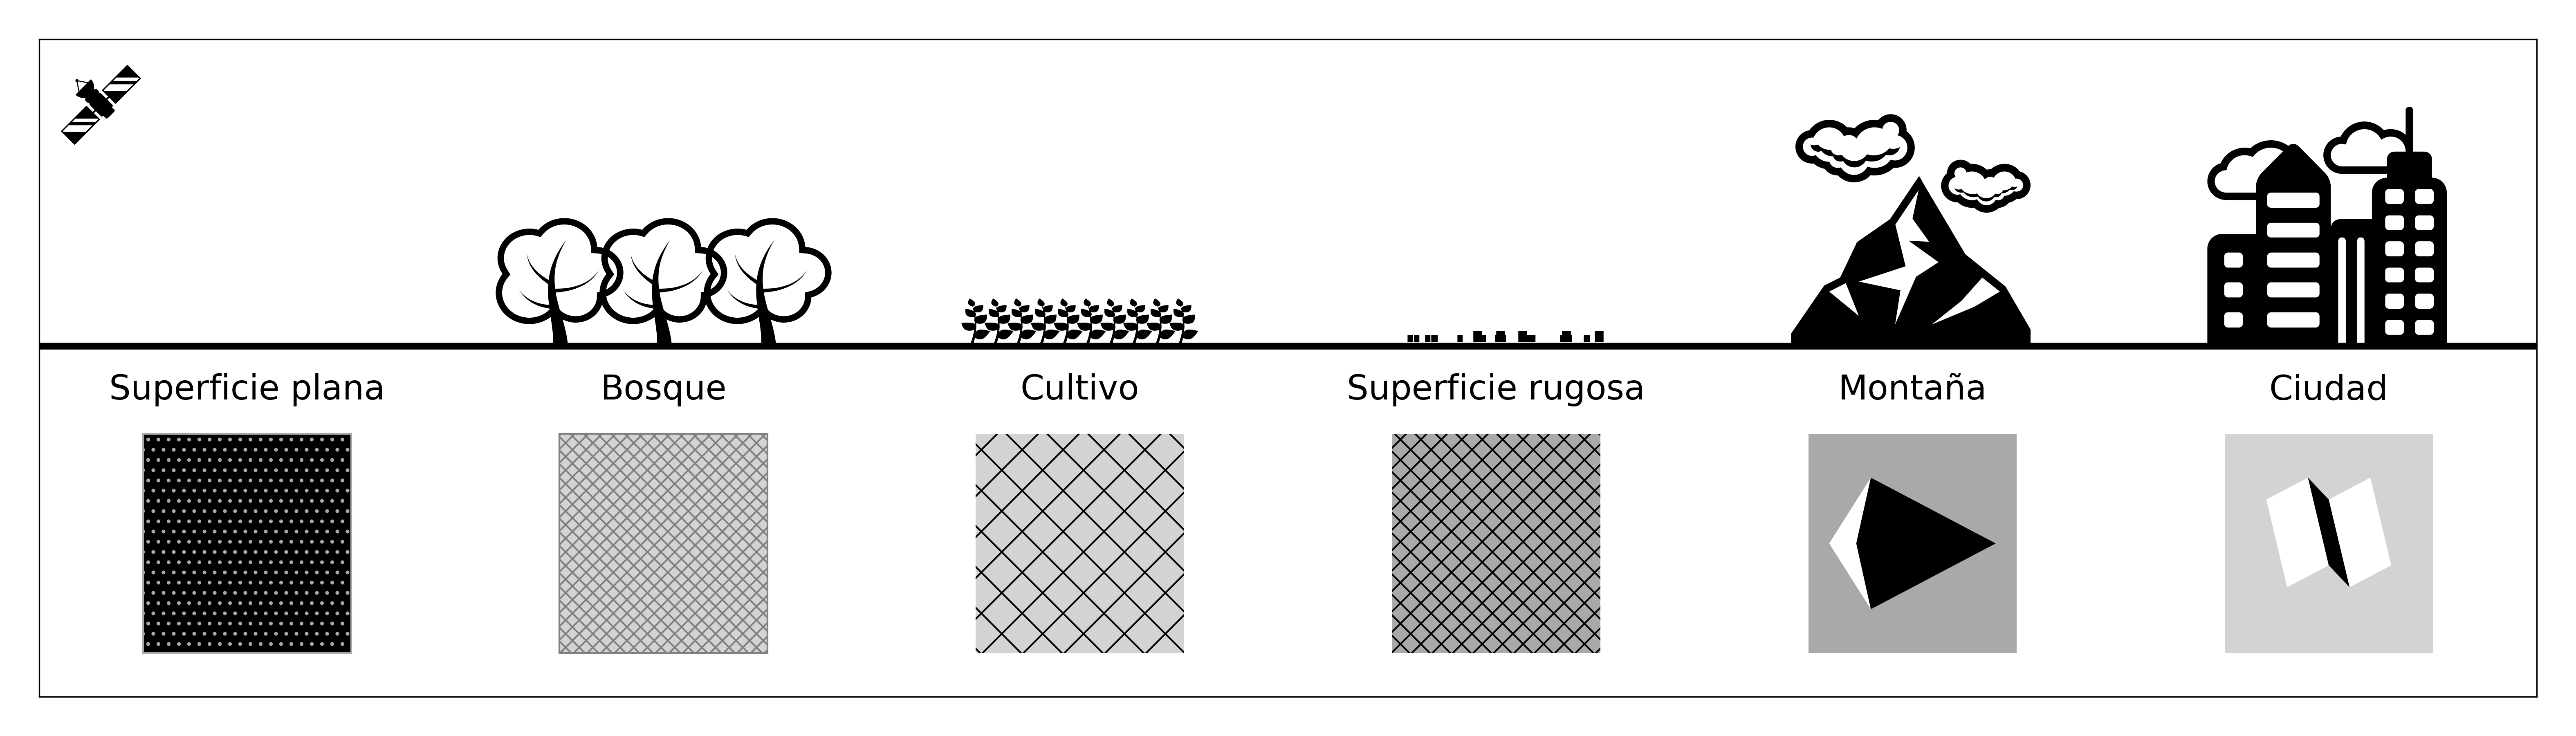 Superficie plana
Bosque
Cultivo
Superficie rugosa
Montaña
Ciudad